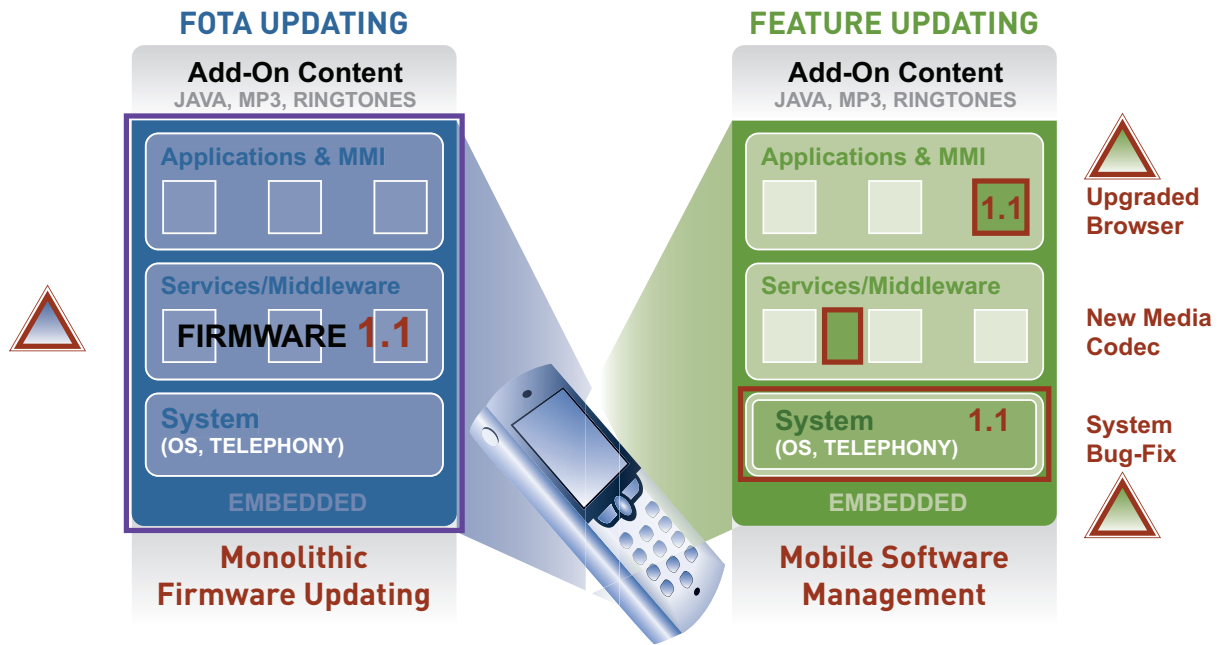 FOTA UPDATING
Add-On Content
JAVA, MP3, RINGTONES
Applications & MMI
Services/Middleware
FIRMWARE 1.1
System
(OS, TELEPHONY)
EMBEDDED
Monolithic
Firmware Updating
FEATURE UPDATING
Add-On Content
JAVA, MP3, RINGTONES
Applications & MMI
1.1
Services/Middleware
System 1.1
(OS, TELEPHONY)
EMBEDDED
Mobile Software
Management
Upgraded
Browser
New Media
Codec
System
Bug-Fix